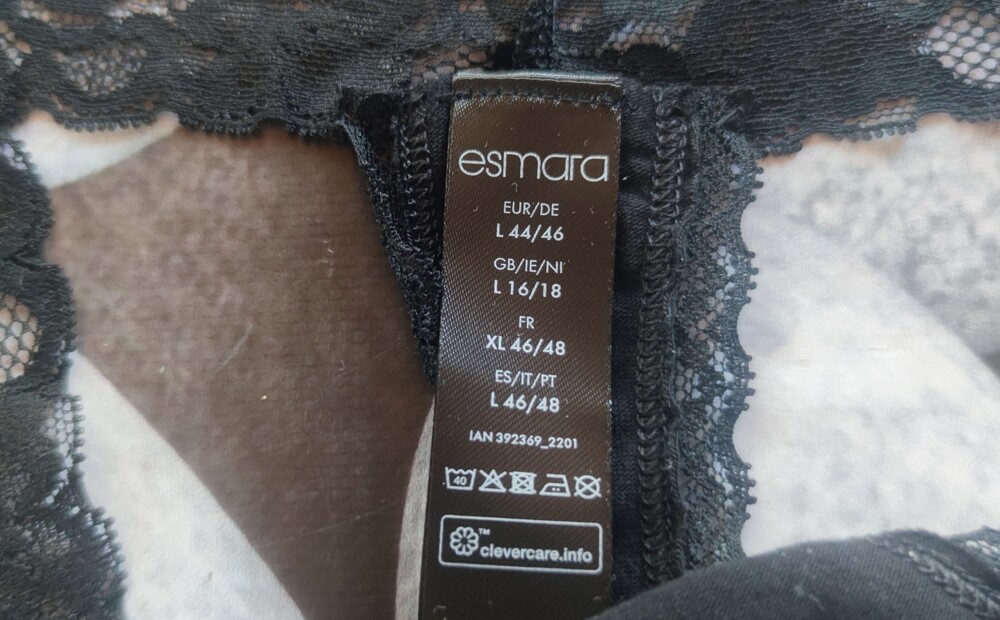 esmara
EUR/DE
L 44/46
GB/IE/NI
L 16/18
FR
XL 46/48
ES/IT/PT
L 46/48
IAN 392369_2201
40
™
clevercare.info